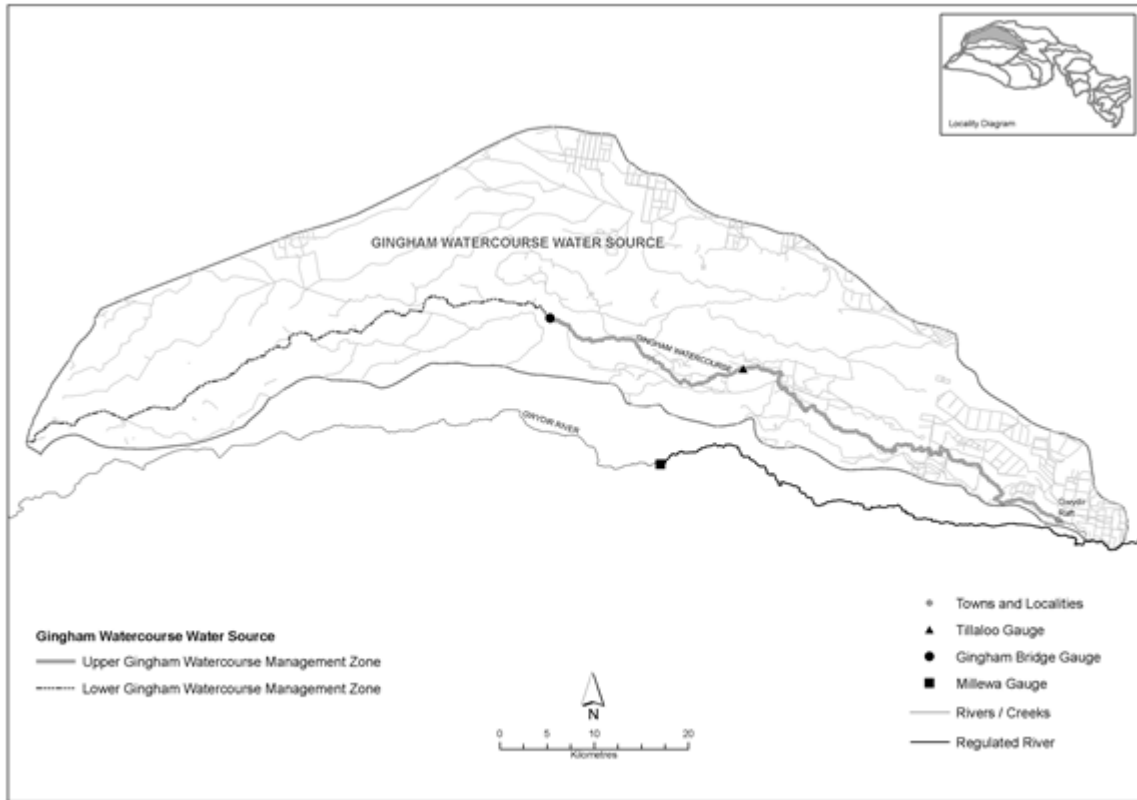 Locality Diagram
GINGHAM WATERCOURSE WATER SOURCE
GINGHAM WATERCOURSE
GWYDIR RIVER
Gwydir
Raft
Gingham Watercourse Water Source
Upper Gingham Watercourse Management Zone
Lower Gingham Watercourse Management Zone
N
0 5 10 20
Kilometres
Towns and Localities
Tillaloo Gauge
Gingham Bridge Gauge
Millewa Gauge
Rivers / Creeks
Regulated River